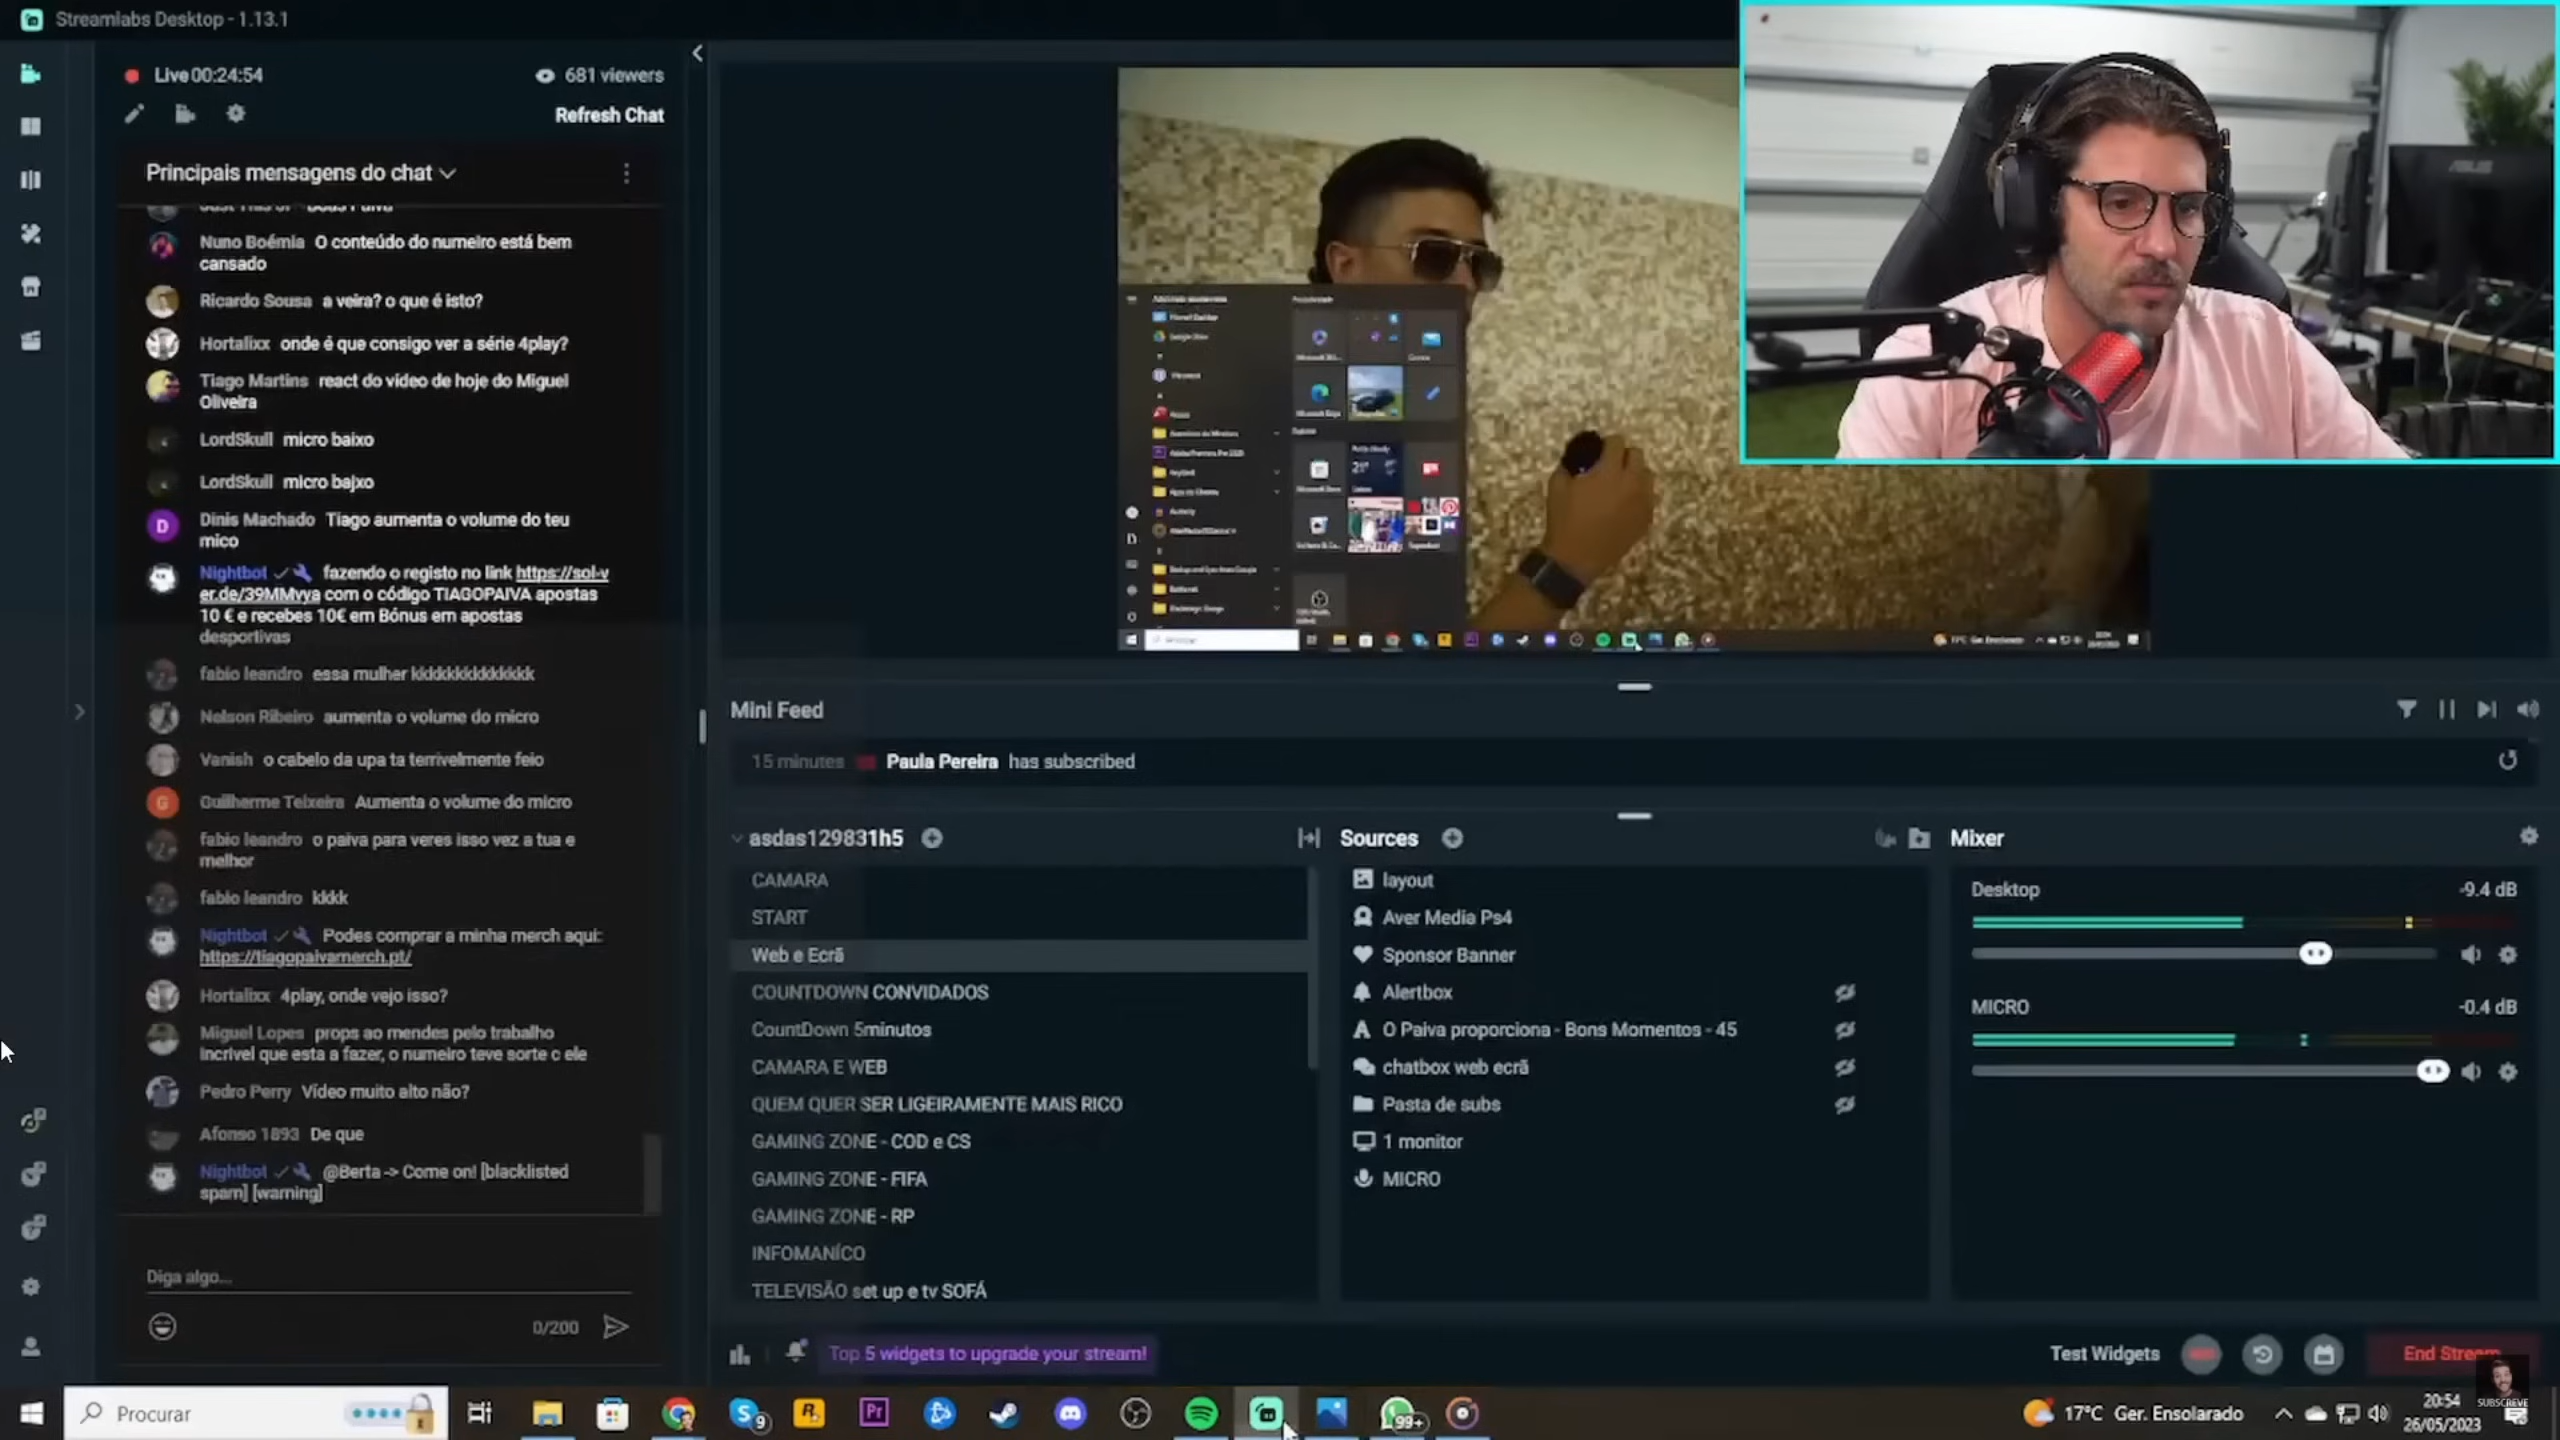 Streamlabs Desktop - 1.13.1
Live 00:24:54
681 viewers
Refresh Chat
Principais mensagens do chat
Nuno Boémia O conteúdo do numeiro está bem
cansado
Ricardo Sousa a veira? o que é isto?
Hortalixx onde é que consigo ver a série 4play?
Tiago Martins react do vídeo de hoje do Miguel
Oliveira
LordSkull micro baixo
LordSkull micro bajxo
D
Dinis Machado Tiago aumenta o volume do teu
mico
Nightbot fazendo o registo no link https://sol-v
er.de/39MMvya com o código TIAGOPAIVA apostas
10 € e recebes 10€ em Bónus em apostas
desportivas
fabio leandro essa mulher kkkkkkkkkkkkkkk
Nelson Ribeiro aumenta o volume do micro
Vanish o cabelo da upa ta terrivelmente feio
G
Guilherme Teixeira Aumenta o volume do micro
fabio leandro o paiva para veres isso vez a tua e
melhor
fabio leandro kkkk
Nightbot Podes comprar a minha merch aqui:
https://tiagopaivamerch.pt/
Hortalixx 4play, onde vejo isso?
Miguel Lopes props ao mendes pelo trabalho
incrivel que esta a fazer, o numeiro teve sorte c ele
Pedro Perry Vídeo muito alto não?
Afonso 1893 De que
Nightbot @Berta -> Come on! [blacklisted
spam] [warning]
Diga algo...
0/200
ASUS
Mini Feed
15 minutes Paula Pereira has subscribed
asdas129831h5
CAMARA
START
Web e Ecrã
COUNTDOWN CONVIDADOS
CountDown 5minutos
CAMARA E WEB
QUEM QUER SER LIGEIRAMENTE MAIS RICO
GAMING ZONE - COD e CS
GAMING ZONE - FIFA
GAMING ZONE - RP
INFOMANÍCO
TELEVISÃO set up e tv SOFÁ
Sources
layout
Aver Media Ps4
Sponsor Banner
Alertbox
O Paiva proporciona - Bons Momentos - 45
chatbox web ecrã
Pasta de subs
1 monitor
MICRO
Mixer
Desktop -9.4 dB
MICRO -0.4 dB
Top 5 widgets to upgrade your stream!
Test Widgets
End Stream
SUBSCREVE
Procurar
9
Pr
99+
17°C Ger. Ensolarado
20:54
26/05/2023